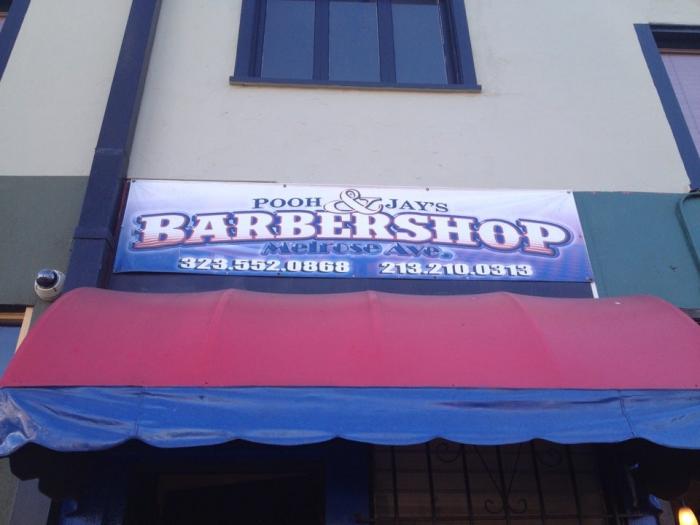 POOH & JAY'S
BARBERSHOP
Melrose Ave.
323.552.0868 213.210.0313